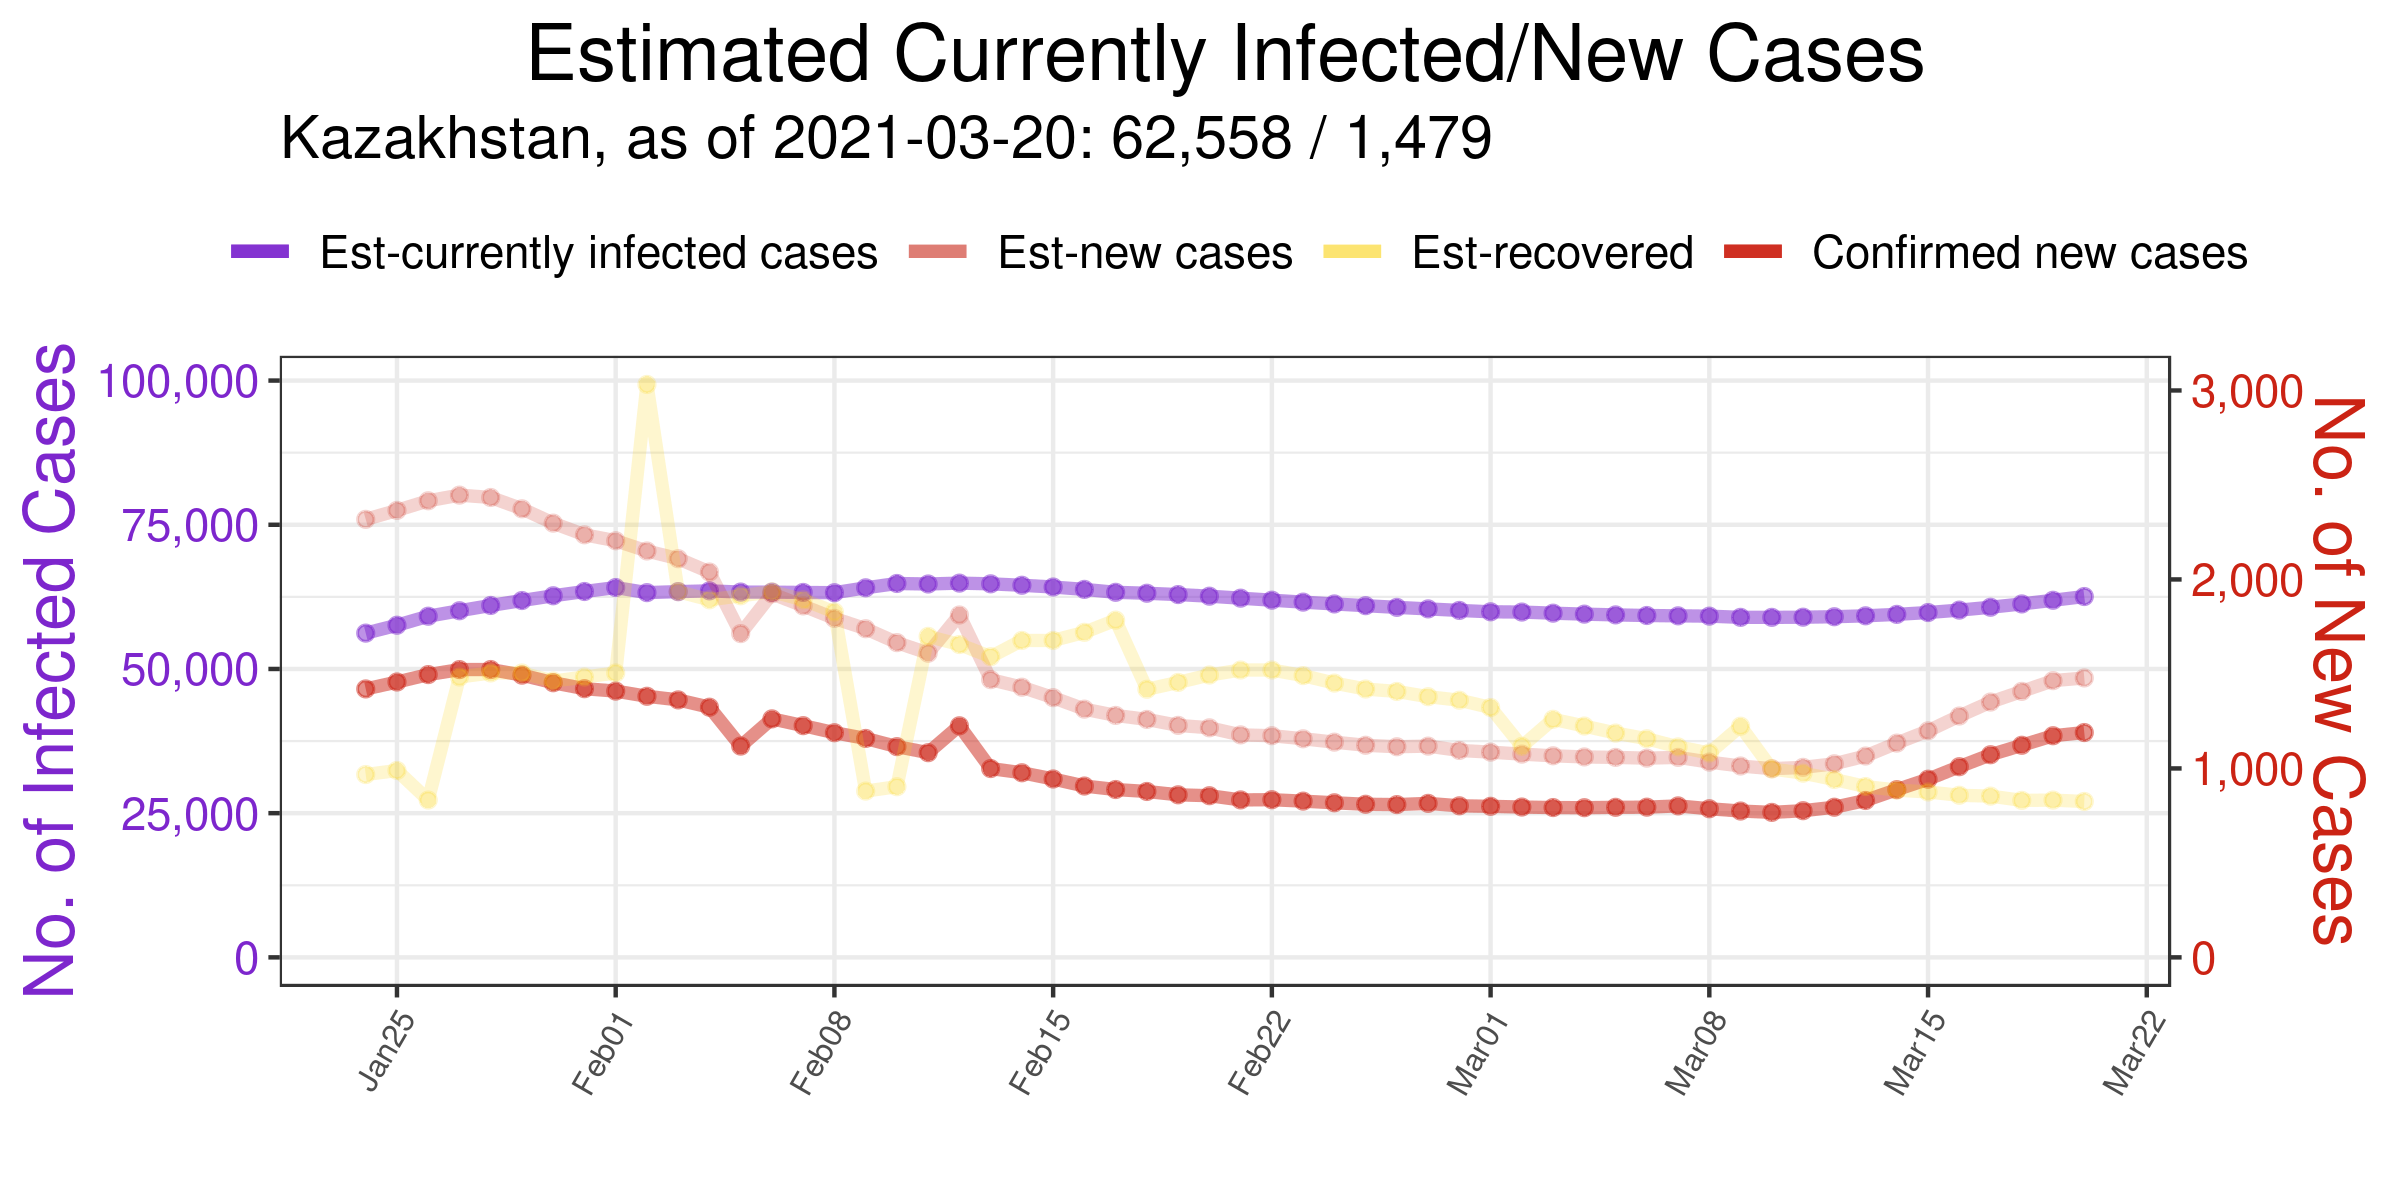 Estimated Currently Infected/New Cases
Kazakhstan, as of 2021-03-20: 62,558 / 1,479
Est-currently infected cases Est-new cases Est-recovered Confirmed new cases
No. of Infected Cases
100,000
75,000
50,000
25,000
0
3,000
2,000
1,000
0
No. of New Cases
Jan25 Feb01 Feb08 Feb15 Feb22 Mar01 Mar08 Mar15 Mar22